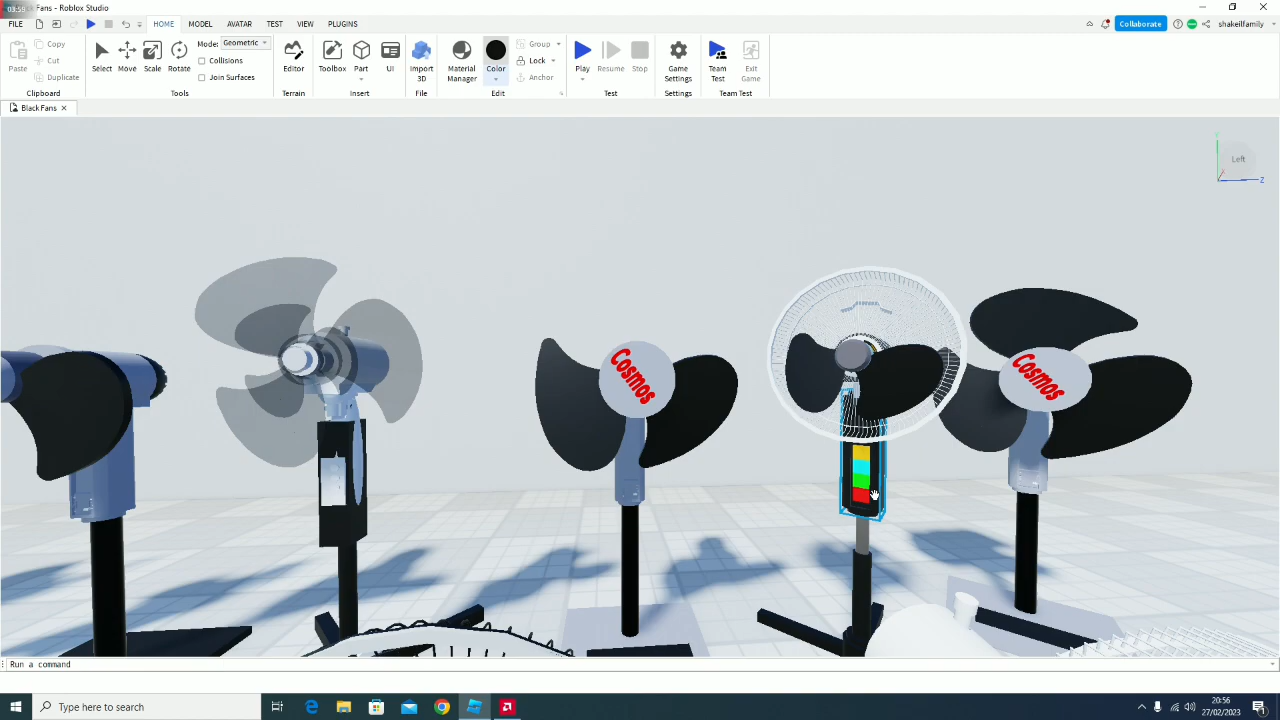 03:59
Fans - Roblox Studio
FILE
HOME MODEL AVATAR TEST VIEW PLUGINS
Collaborate
shakeilfamily
Paste
Copy
Cut
Duplicate
Clipboard
Select
Move
Scale
Rotate
Mode: Geometric
Collisions
Join Surfaces
Tools
Editor
Terrain
Toolbox
Part
UI
Insert
Import
3D
File
Material
Manager
Color
Group
Lock
Anchor
Edit
Play
Resume
Stop
Test
Game
Settings
Settings
Team
Test
Exit
Game
Team Test
Black Fans
Y
Left
Z
Cosmos
Cosmos
Run a command
Type here to search
20:56
27/02/2023